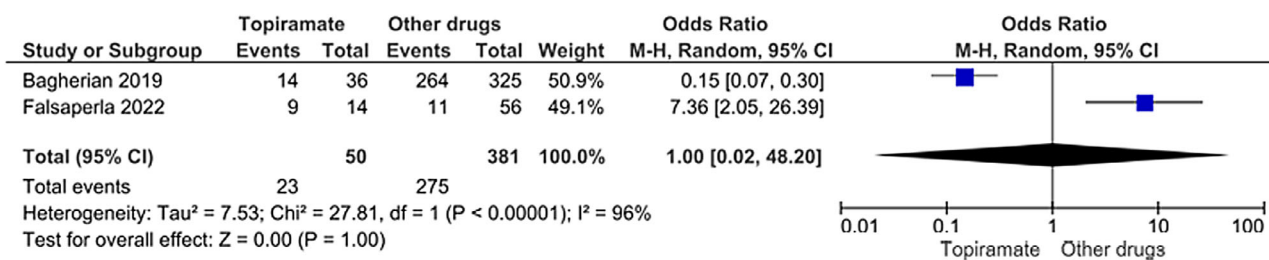 Topiramate Other drugs Odds Ratio Odds Ratio
Study or Subgroup Events Total Events Total Weight M-H, Random, 95% CI M-H, Random, 95% CI
Bagherian 2019 14 36 264 325 50.9% 0.15 [0.07, 0.30]
Falsaperla 2022 9 14 11 56 49.1% 7.36 [2.05, 26.39]
Total (95% CI) 50 381 100.0% 1.00 [0.02, 48.20]
Total events 23 275
Heterogeneity: Tau² = 7.53; Chi² = 27.81, df = 1 (P < 0.00001); I² = 96%
Test for overall effect: Z = 0.00 (P = 1.00)
0.01 0.1 1 10 100
Topiramate Other drugs